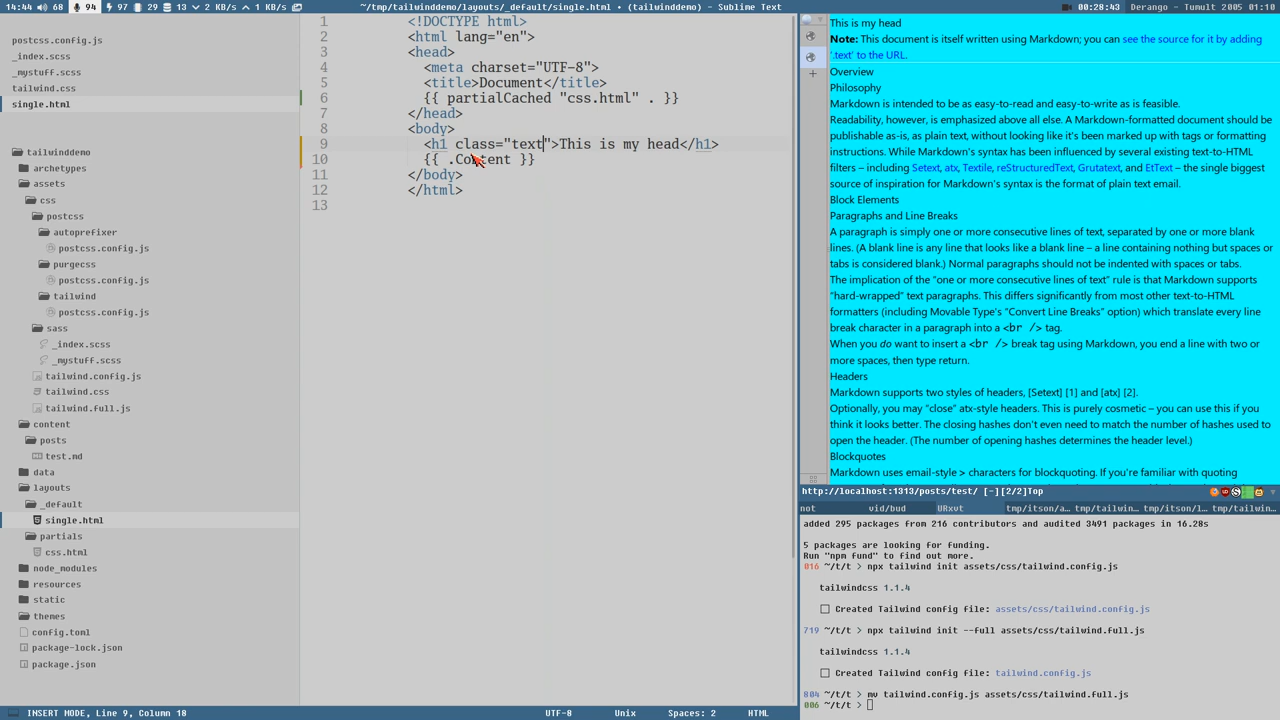 14:44 68 94 97 29 13 2 KB/s 1 KB/s
~/tmp/tailwinddemo/layouts/_default/single.html • (tailwinddemo) - Sublime Text
00:28:43 Derango - Tumult 2005 01:10
postcss.config.js
_index.scss
_mystuff.scss
tailwind.css
single.html
tailwinddemo
archetypes
assets
css
postcss
autoprefixer
postcss.config.js
purgecss
postcss.config.js
tailwind
postcss.config.js
sass
_index.scss
_mystuff.scss
tailwind.config.js
tailwind.css
tailwind.full.js
content
posts
test.md
data
layouts
_default
single.html
partials
css.html
node_modules
resources
static
themes
config.toml
package-lock.json
package.json
1 <!DOCTYPE html>
2 <html lang="en">
3 <head>
4 <meta charset="UTF-8">
5 <title>Document</title>
6 {{ partialCached "css.html" . }}
7 </head>
8 <body>
9 <h1 class="text">This is my head</h1>
10 {{ .Content }}
11 </body>
12 </html>
13
This is my head
Note: This document is itself written using Markdown; you can see the source for it by adding
'.text' to the URL.
Overview
Philosophy
Markdown is intended to be as easy-to-read and easy-to-write as is feasible.
Readability, however, is emphasized above all else. A Markdown-formatted document should be
publishable as-is, as plain text, without looking like it's been marked up with tags or formatting
instructions. While Markdown's syntax has been influenced by several existing text-to-HTML
filters – including Setext, atx, Textile, reStructuredText, Grutatext, and EtText – the single biggest
source of inspiration for Markdown's syntax is the format of plain text email.
Block Elements
Paragraphs and Line Breaks
A paragraph is simply one or more consecutive lines of text, separated by one or more blank
lines. (A blank line is any line that looks like a blank line – a line containing nothing but spaces or
tabs is considered blank.) Normal paragraphs should not be indented with spaces or tabs.
The implication of the "one or more consecutive lines of text" rule is that Markdown supports
"hard-wrapped" text paragraphs. This differs significantly from most other text-to-HTML
formatters (including Movable Type's "Convert Line Breaks" option) which translate every line
break character in a paragraph into a <br /> tag.
When you do want to insert a <br /> break tag using Markdown, you end a line with two or
more spaces, then type return.
Headers
Markdown supports two styles of headers, [Setext] [1] and [atx] [2].
Optionally, you may "close" atx-style headers. This is purely cosmetic – you can use this if you
think it looks better. The closing hashes don't even need to match the number of hashes used to
open the header. (The number of opening hashes determines the header level.)
Blockquotes
Markdown uses email-style > characters for blockquoting. If you're familiar with quoting
http://localhost:1313/posts/test/ [-][2/2]Top
not vid/bud URxvt tmp/itson/a… tmp/tailwin… tmp/itson/l… tmp/tailwin…
added 295 packages from 216 contributors and audited 3491 packages in 16.28s
5 packages are looking for funding.
Run "npm fund" to find out more.
016 ~/t/t > npx tailwind init assets/css/tailwind.config.js
tailwindcss 1.1.4
Created Tailwind config file: assets/css/tailwind.config.js
719 ~/t/t > npx tailwind init --full assets/css/tailwind.full.js
tailwindcss 1.1.4
Created Tailwind config file: tailwind.config.js
804 ~/t/t > mv tailwind.config.js assets/css/tailwind.full.js
006 ~/t/t >
INSERT MODE, Line 9, Column 18 UTF-8 Unix Spaces: 2 HTML